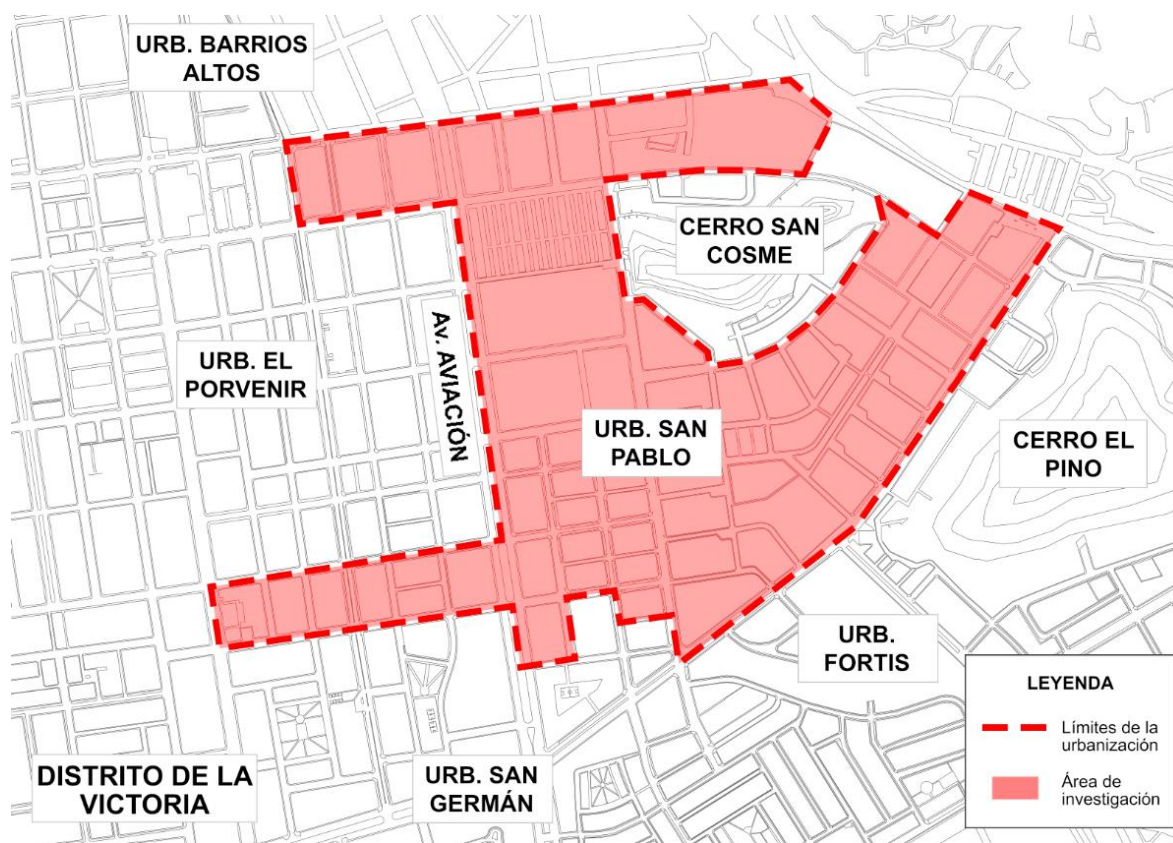 URB. BARRIOS
ALTOS
CERRO SAN
COSME
URB. EL
PORVENIR
Av. AVIACIÓN
URB. SAN
PABLO
CERRO EL
PINO
URB.
FORTIS
DISTRITO DE LA
VICTORIA
URB. SAN
GERMÁN
LEYENDA
Límites de la
urbanización
Área de
investigación